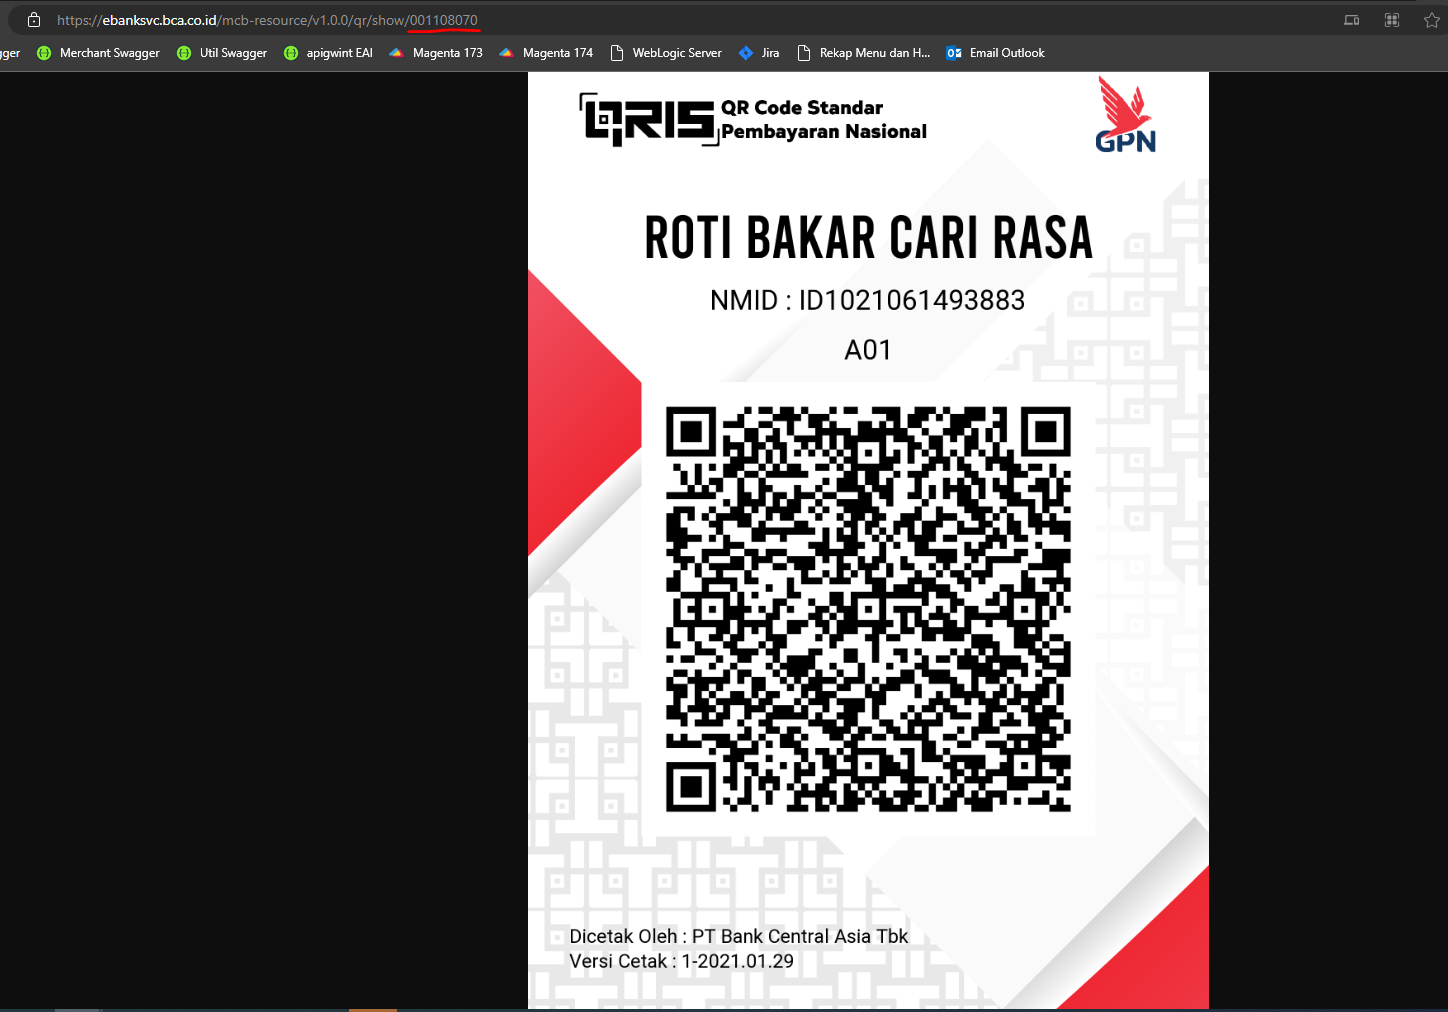 https://ebanksvc.bca.co.id/mcb-resource/v1.0.0/qr/show/001108070
gger Merchant Swagger Util Swagger apigwint EAI Magenta 173 Magenta 174 WebLogic Server Jira Rekap Menu dan H... Email Outlook
QRIS QR Code Standar
Pembayaran Nasional
GPN
ROTI BAKAR CARI RASA
NMID : ID1021061493883
A01
Dicetak Oleh : PT Bank Central Asia Tbk
Versi Cetak : 1-2021.01.29